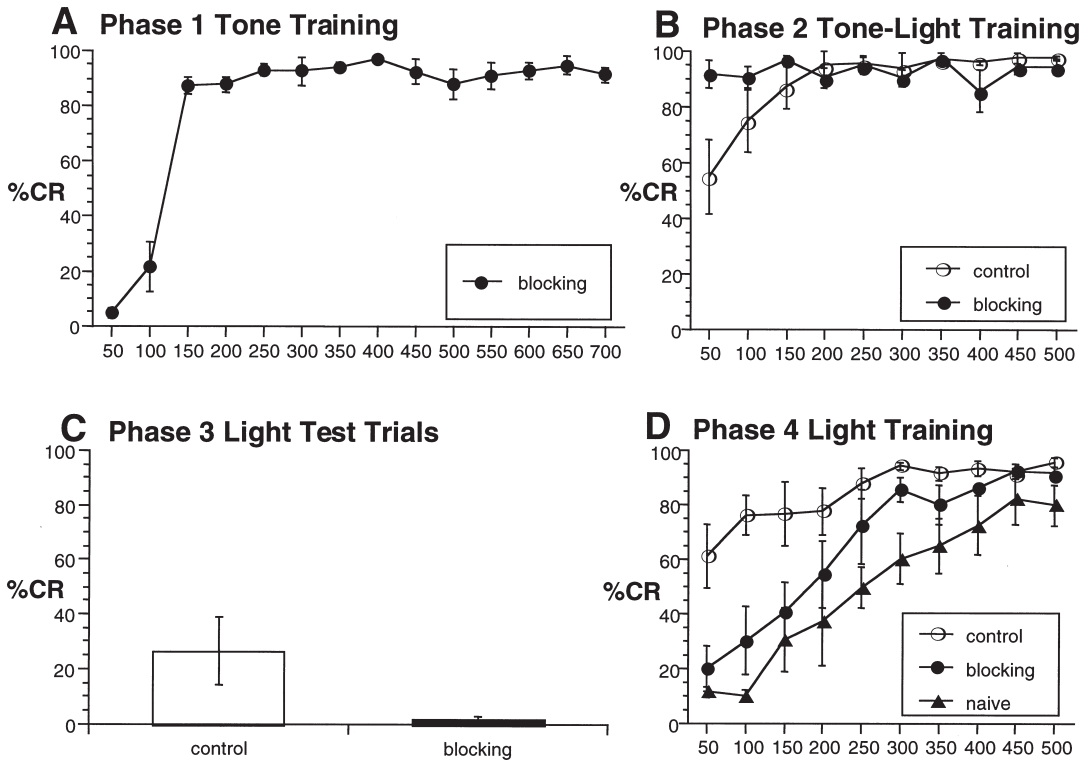 A Phase 1 Tone Training
100
80
60
%CR
40
20
0
blocking
50 100 150 200 250 300 350 400 450 500 550 600 650 700
B Phase 2 Tone-Light Training
100
80
60
%CR
40
20
0
control
blocking
50 100 150 200 250 300 350 400 450 500
C Phase 3 Light Test Trials
100
80
60
%CR
40
20
0
control blocking
D Phase 4 Light Training
100
80
60
%CR
40
20
0
control
blocking
naive
50 100 150 200 250 300 350 400 450 500